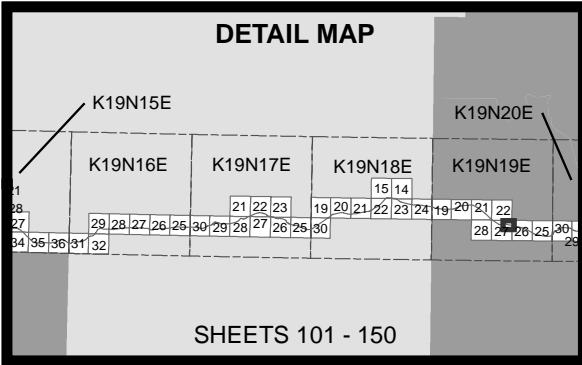 DETAIL MAP
K19N15E
K19N20E
K19N16E K19N17E K19N18E K19N19E
21
15 14
28
21 22 23 19 20 21 22 23 24 19 20 21 22
27 29 28 27 26 25 30 29 28 27 26 25 30 28 27 26 25 30
34 35 36 31 32 29
SHEETS 101 - 150